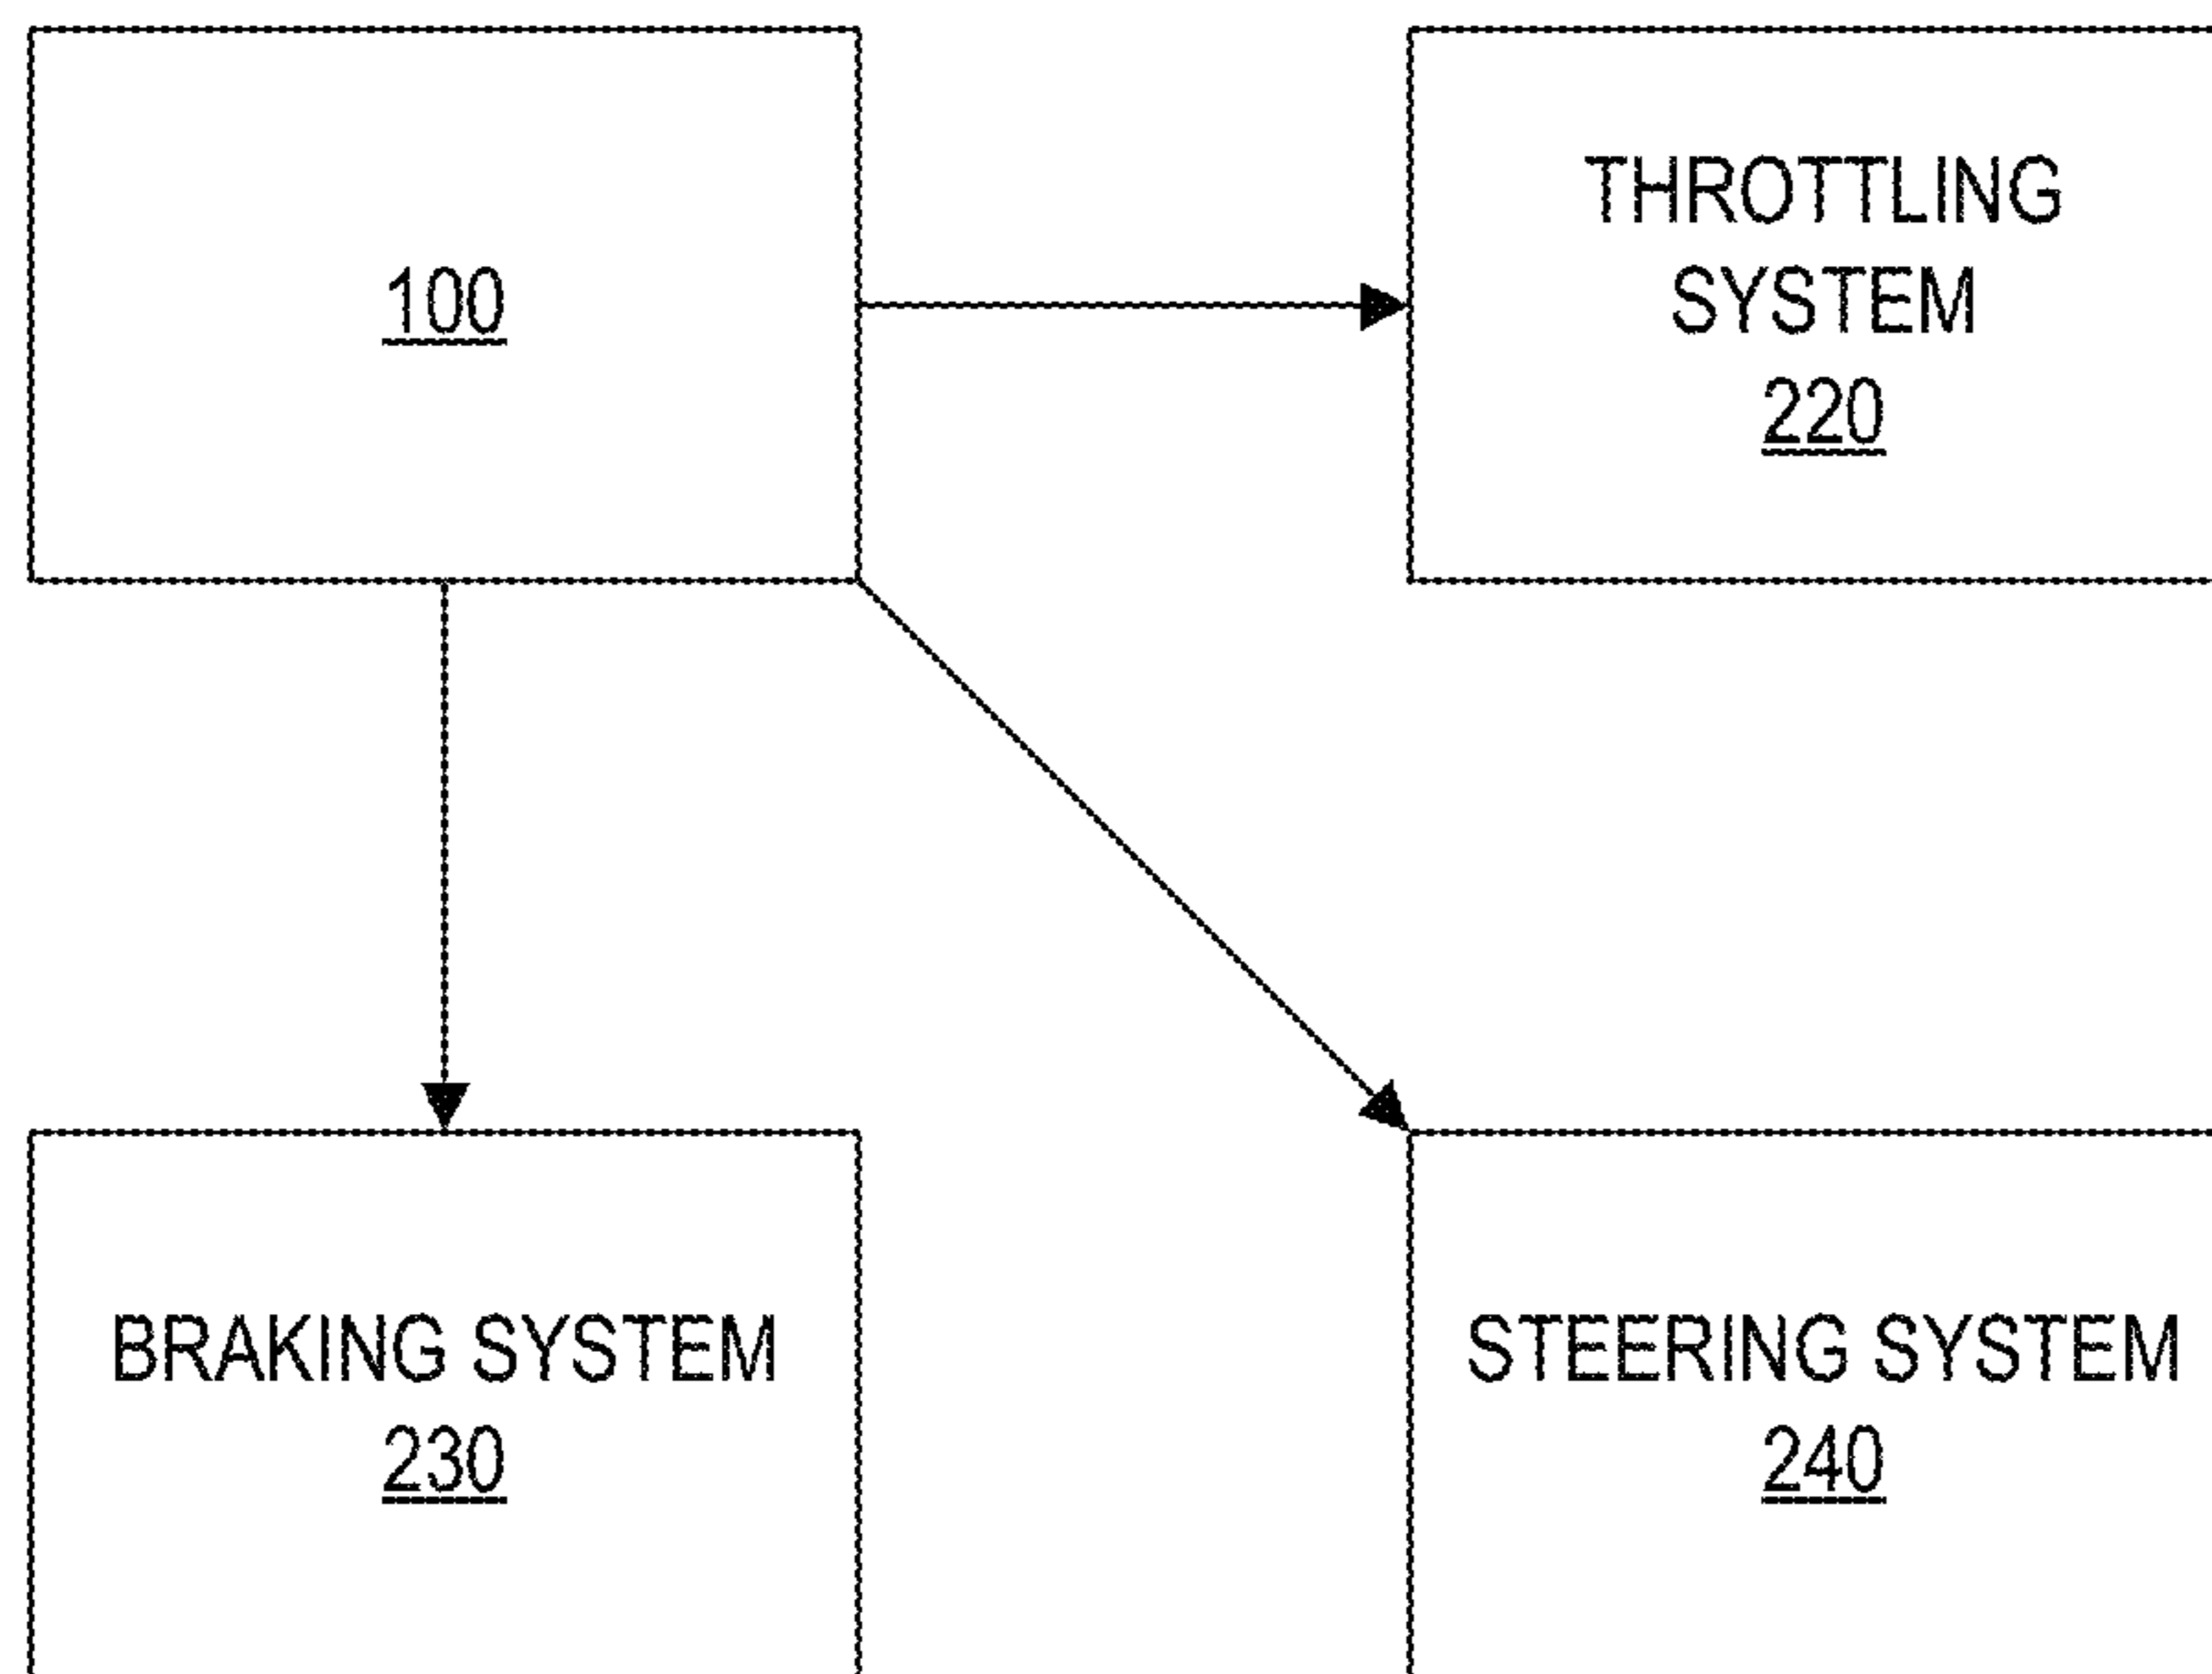 100
THROTTLING
SYSTEM
220
BRAKING SYSTEM
230
STEERING SYSTEM
240